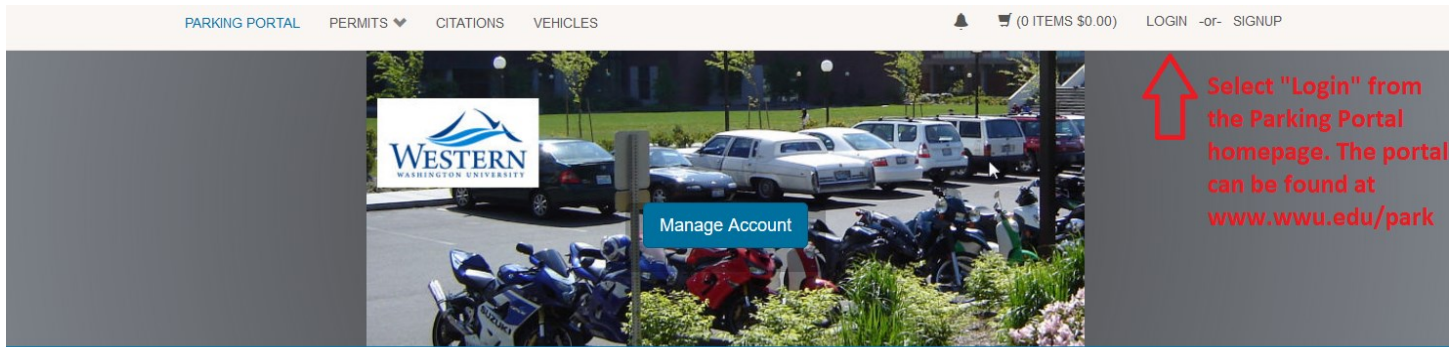 PARKING PORTAL PERMITS CITATIONS VEHICLES (0 ITEMS $0.00) LOGIN -or- SIGNUP
Select "Login" from
the Parking Portal
homepage. The portal
can be found at
www.wwu.edu/park
WESTERN
WASHINGTON UNIVERSITY
Manage Account
SUZUKI